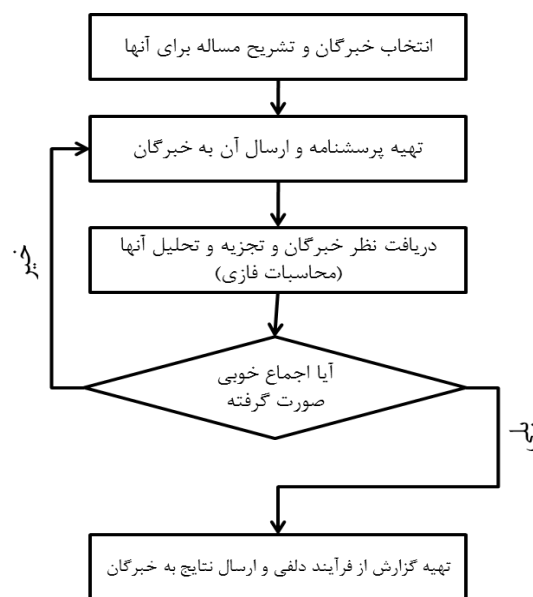 انتخاب خبرگان و تشریح مساله برای آنها
تهیه پرسشنامه و ارسال آن به خبرگان
دریافت نظر خبرگان و تجزیه و تحلیل آنها
(محاسبات فازی)
خیر
آیا اجماع خوبی
صورت گرفته
بلی
تهیه گزارش از فرآیند دلفی و ارسال نتایج به خبرگان